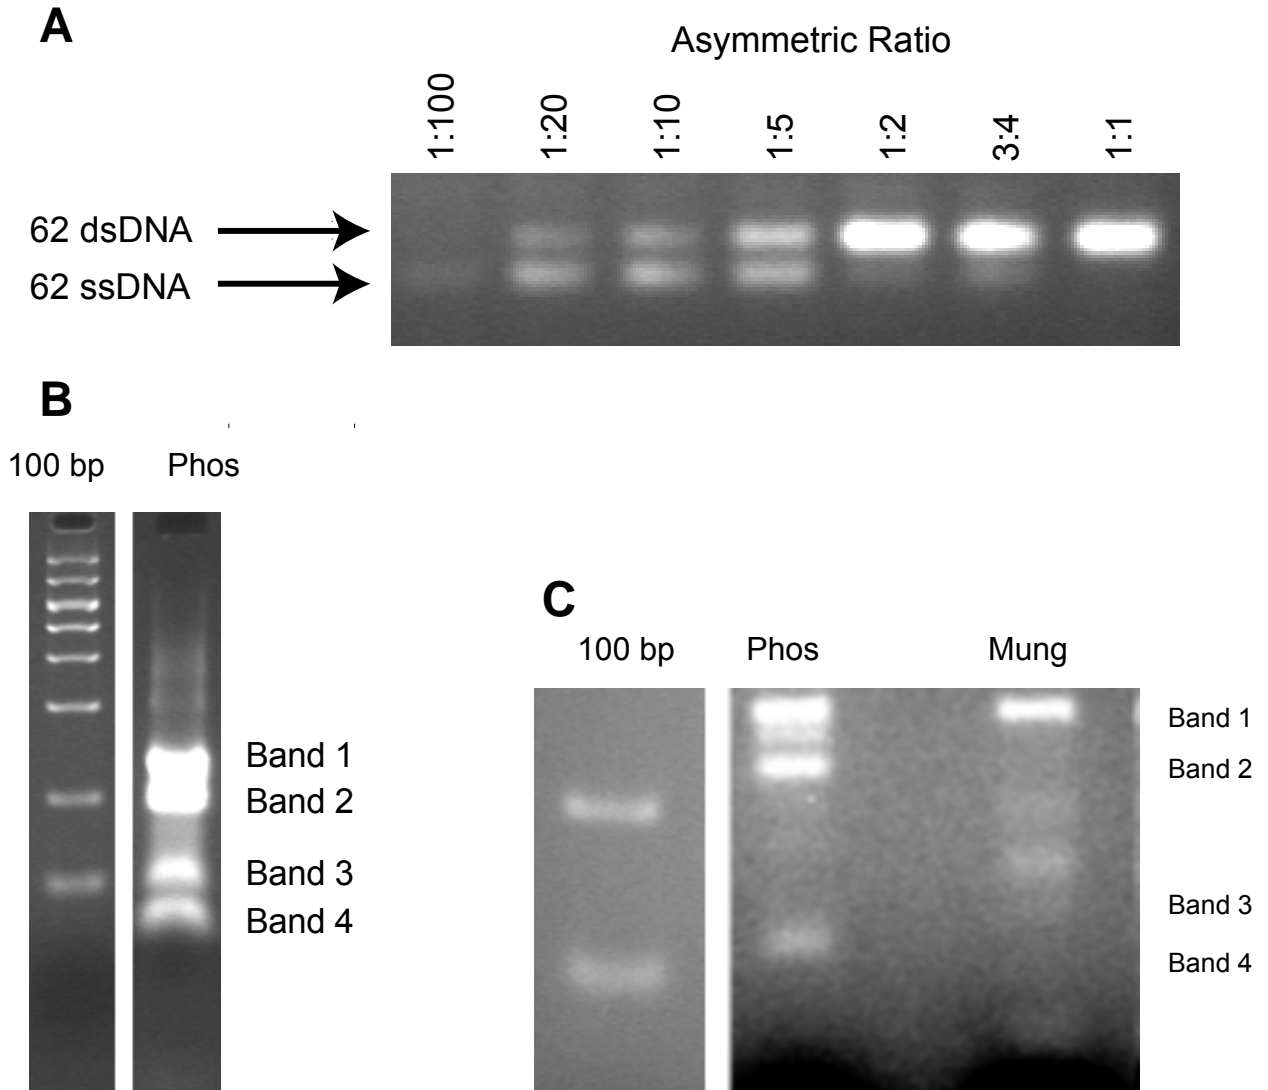 A
Asymmetric Ratio
1:100
1:20
1:10
1:5
1:2
3:4
1:1
62 dsDNA
62 ssDNA
B
100 bp
Phos
Band 1
Band 2
Band 3
Band 4
C
100 bp
Phos
Mung
Band 1
Band 2
Band 3
Band 4